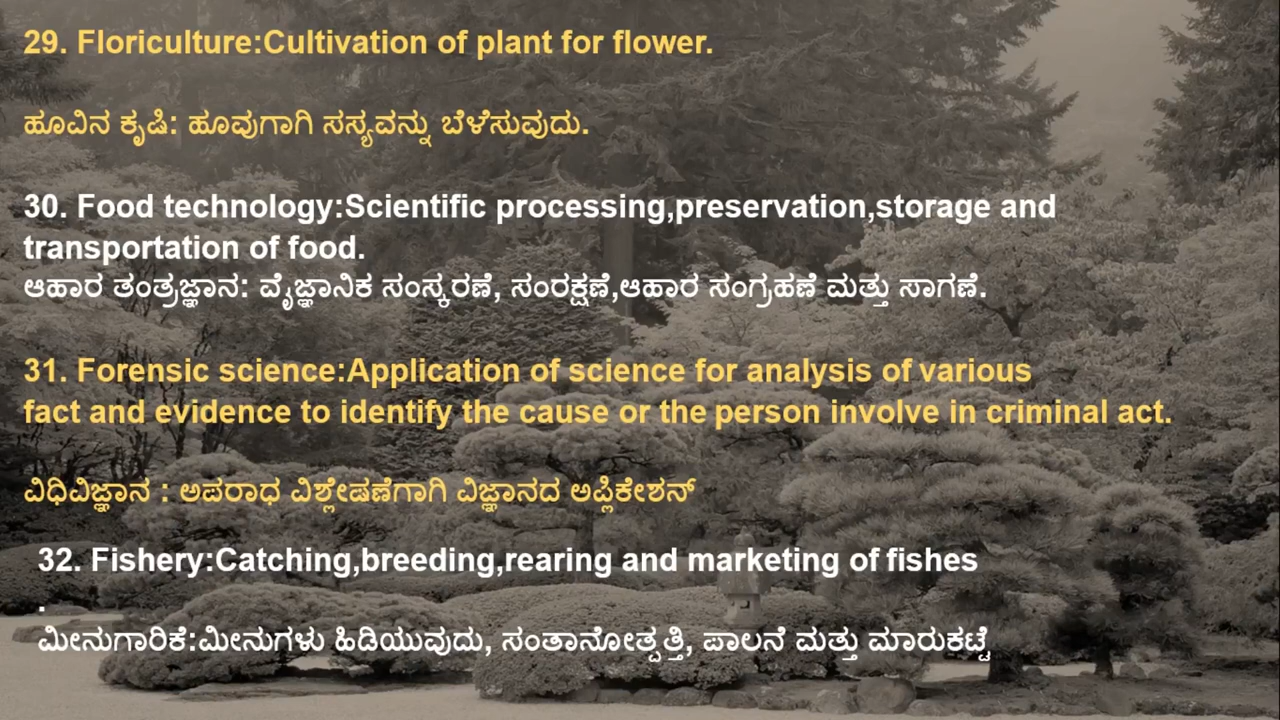 29. Floriculture:Cultivation of plant for flower.
ಹೂವಿನ ಕೃಷಿ: ಹೂವುಗಾಗಿ ಸಸ್ಯವನ್ನು ಬೆಳೆಸುವುದು.
30. Food technology:Scientific processing,preservation,storage and
transportation of food.
ಆಹಾರ ತಂತ್ರಜ್ಞಾನ: ವೈಜ್ಞಾನಿಕ ಸಂಸ್ಕರಣೆ, ಸಂರಕ್ಷಣೆ,ಆಹಾರ ಸಂಗ್ರಹಣೆ ಮತ್ತು ಸಾಗಣೆ.
31. Forensic science:Application of science for analysis of various
fact and evidence to identify the cause or the person involve in criminal act.
ವಿಧಿವಿಜ್ಞಾನ : ಅಪರಾಧ ವಿಶ್ಲೇಷಣೆಗಾಗಿ ವಿಜ್ಞಾನದ ಅಪ್ಲಿಕೇಶನ್
32. Fishery:Catching,breeding,rearing and marketing of fishes
.
ಮೀನುಗಾರಿಕೆ:ಮೀನುಗಳು ಹಿಡಿಯುವುದು, ಸಂತಾನೋತ್ಪತ್ತಿ, ಪಾಲನೆ ಮತ್ತು ಮಾರುಕಟ್ಟೆ